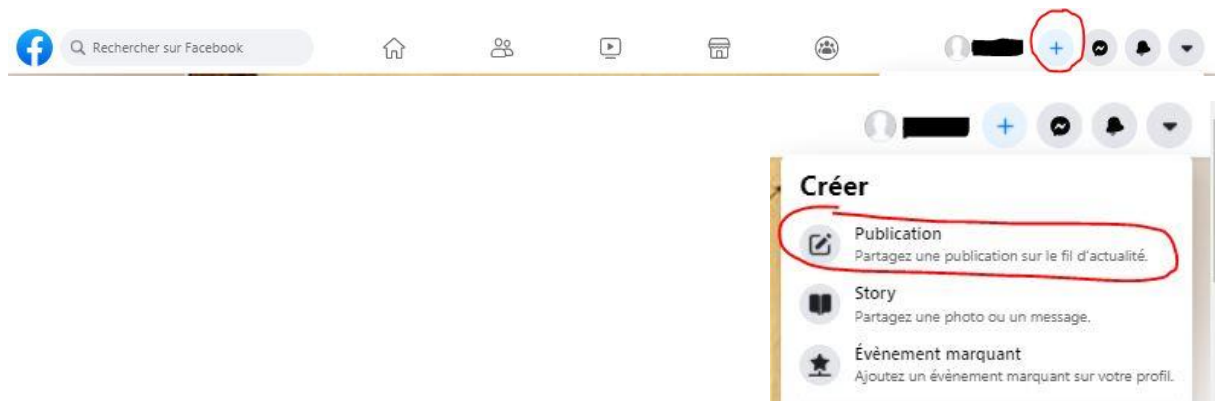 Rechercher sur Facebook
Créer
Publication
Partagez une publication sur le fil d'actualité.
Story
Partagez une photo ou un message.
Évènement marquant
Ajoutez un évènement marquant sur votre profil.